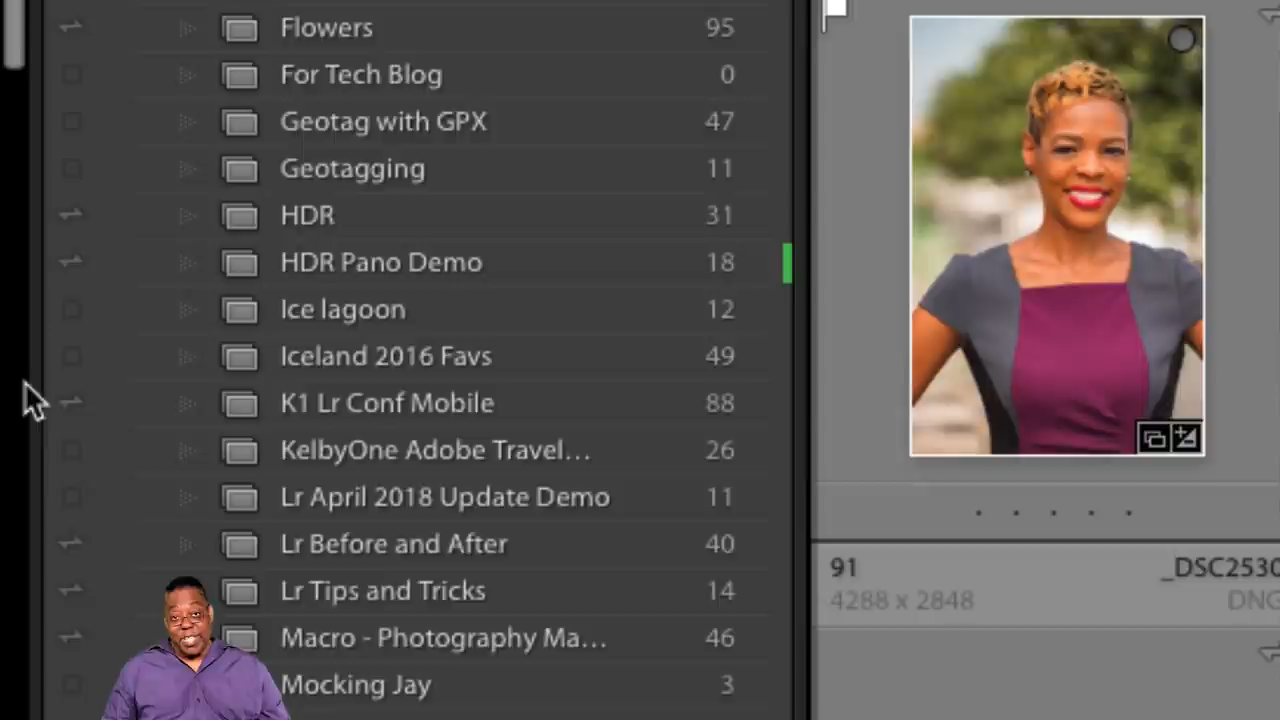 Flowers 95
For Tech Blog 0
Geotag with GPX 47
Geotagging 11
HDR 31
HDR Pano Demo 18
Ice lagoon 12
Iceland 2016 Favs 49
K1 Lr Conf Mobile 88
KelbyOne Adobe Travel... 26
Lr April 2018 Update Demo 11
Lr Before and After 40
Lr Tips and Tricks 14
Macro - Photography Ma... 46
Mocking Jay 3
91 _DSC2530
4288 x 2848 DNG